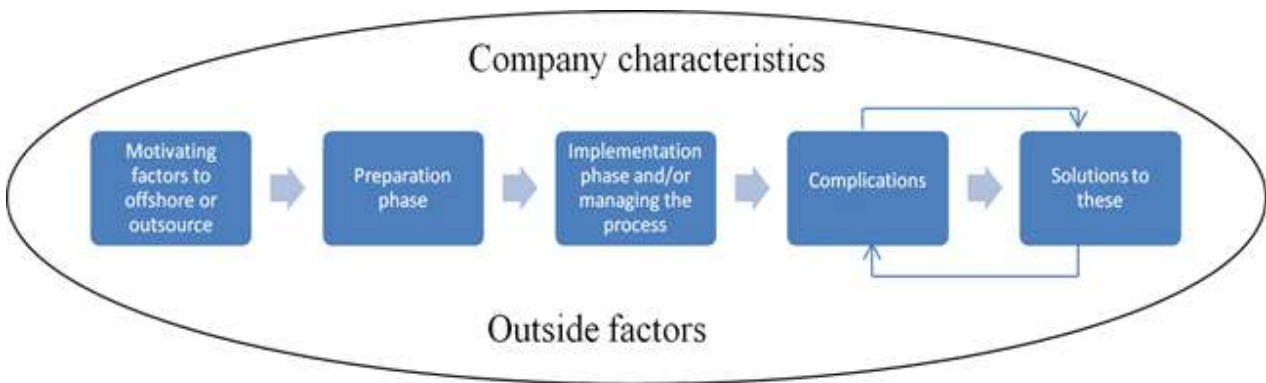 Company characteristics
Motivating
factors to
offshore or
outsource
Preparation
phase
Implementation
phase and/or
managing the
process
Complications
Solutions to
these
Outside factors